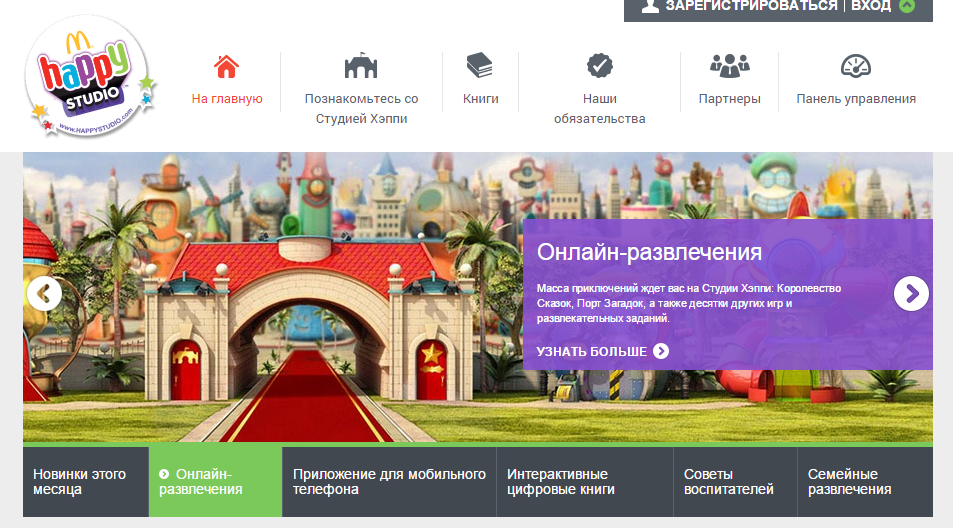 ЗАРЕГИСТРИРОВАТЬСЯ | ВХОД
happy
STUDIO
www.HAPPYSTUDIO.com
На главную
Познакомьтесь со
Студией Хэппи
Книги
Наши
обязательства
Партнеры
Панель управления
Онлайн-развлечения
Масса приключений ждет вас на Студии Хэппи: Королевство
Сказок, Порт Загадок, а также десятки других игр и
развлекательных заданий.
УЗНАТЬ БОЛЬШЕ
Новинки этого
месяца
Онлайн-
развлечения
Приложение для мобильного
телефона
Интерактивные
цифровые книги
Советы
воспитателей
Семейные
развлечения